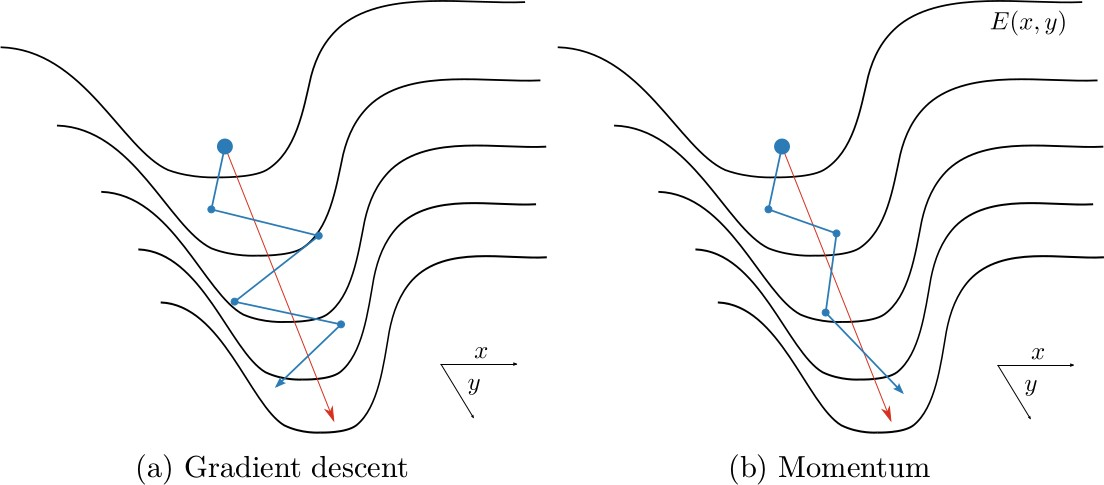 E(x, y)
x
y
x
y
(a) Gradient descent
(b) Momentum